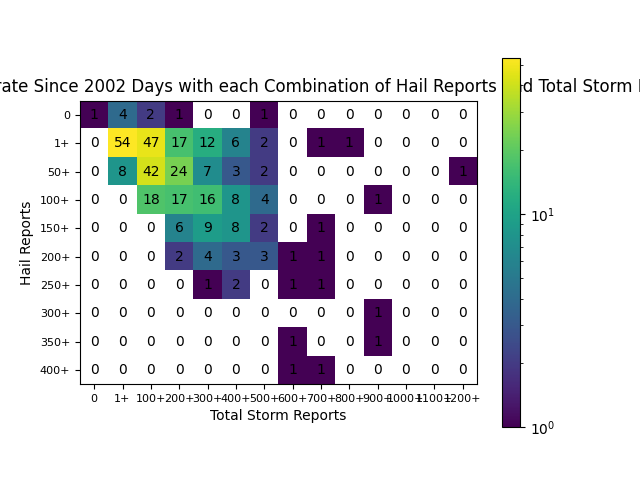 rate Since 2002 Days with each Combination of Hail Reports nd Total Storm
0 1 4 2 1 0 0 1 0 0 0 0 0 0 0
1+ 0 54 47 17 12 6 2 0 1 1 0 0 0 0
50+ 0 8 42 24 7 3 2 0 0 0 0 0 0 1
100+ 0 0 18 17 16 8 4 0 0 0 1 0 0 0
150+ 0 0 0 6 9 8 2 0 1 0 0 0 0 0
200+ 0 0 0 2 4 3 3 1 1 0 0 0 0 0
250+ 0 0 0 0 1 2 0 1 1 0 0 0 0 0
300+ 0 0 0 0 0 0 0 0 0 0 1 0 0 0
350+ 0 0 0 0 0 0 0 1 0 0 1 0 0 0
400+ 0 0 0 0 0 0 0 1 1 0 0 0 0 0
0 1+ 100+ 200+ 300+ 400+ 500+ 600+ 700+ 800+ 900+ 1000+ 1100+ 1200+
Total Storm Reports
Hail Reports
10^1
10^0